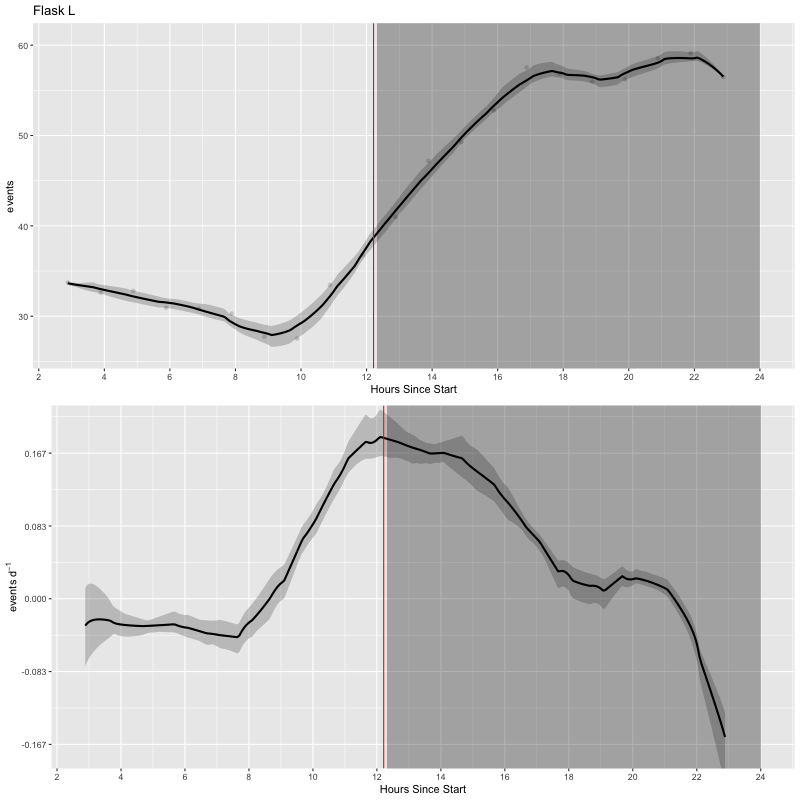 Flask L
60
50
40
30
events
2 4 6 8 10 12 14 16 18 20 22 24
Hours Since Start
0.167
0.083
0.000
-0.083
-0.167
events d⁻¹
2 4 6 8 10 12 14 16 18 20 22 24
Hours Since Start